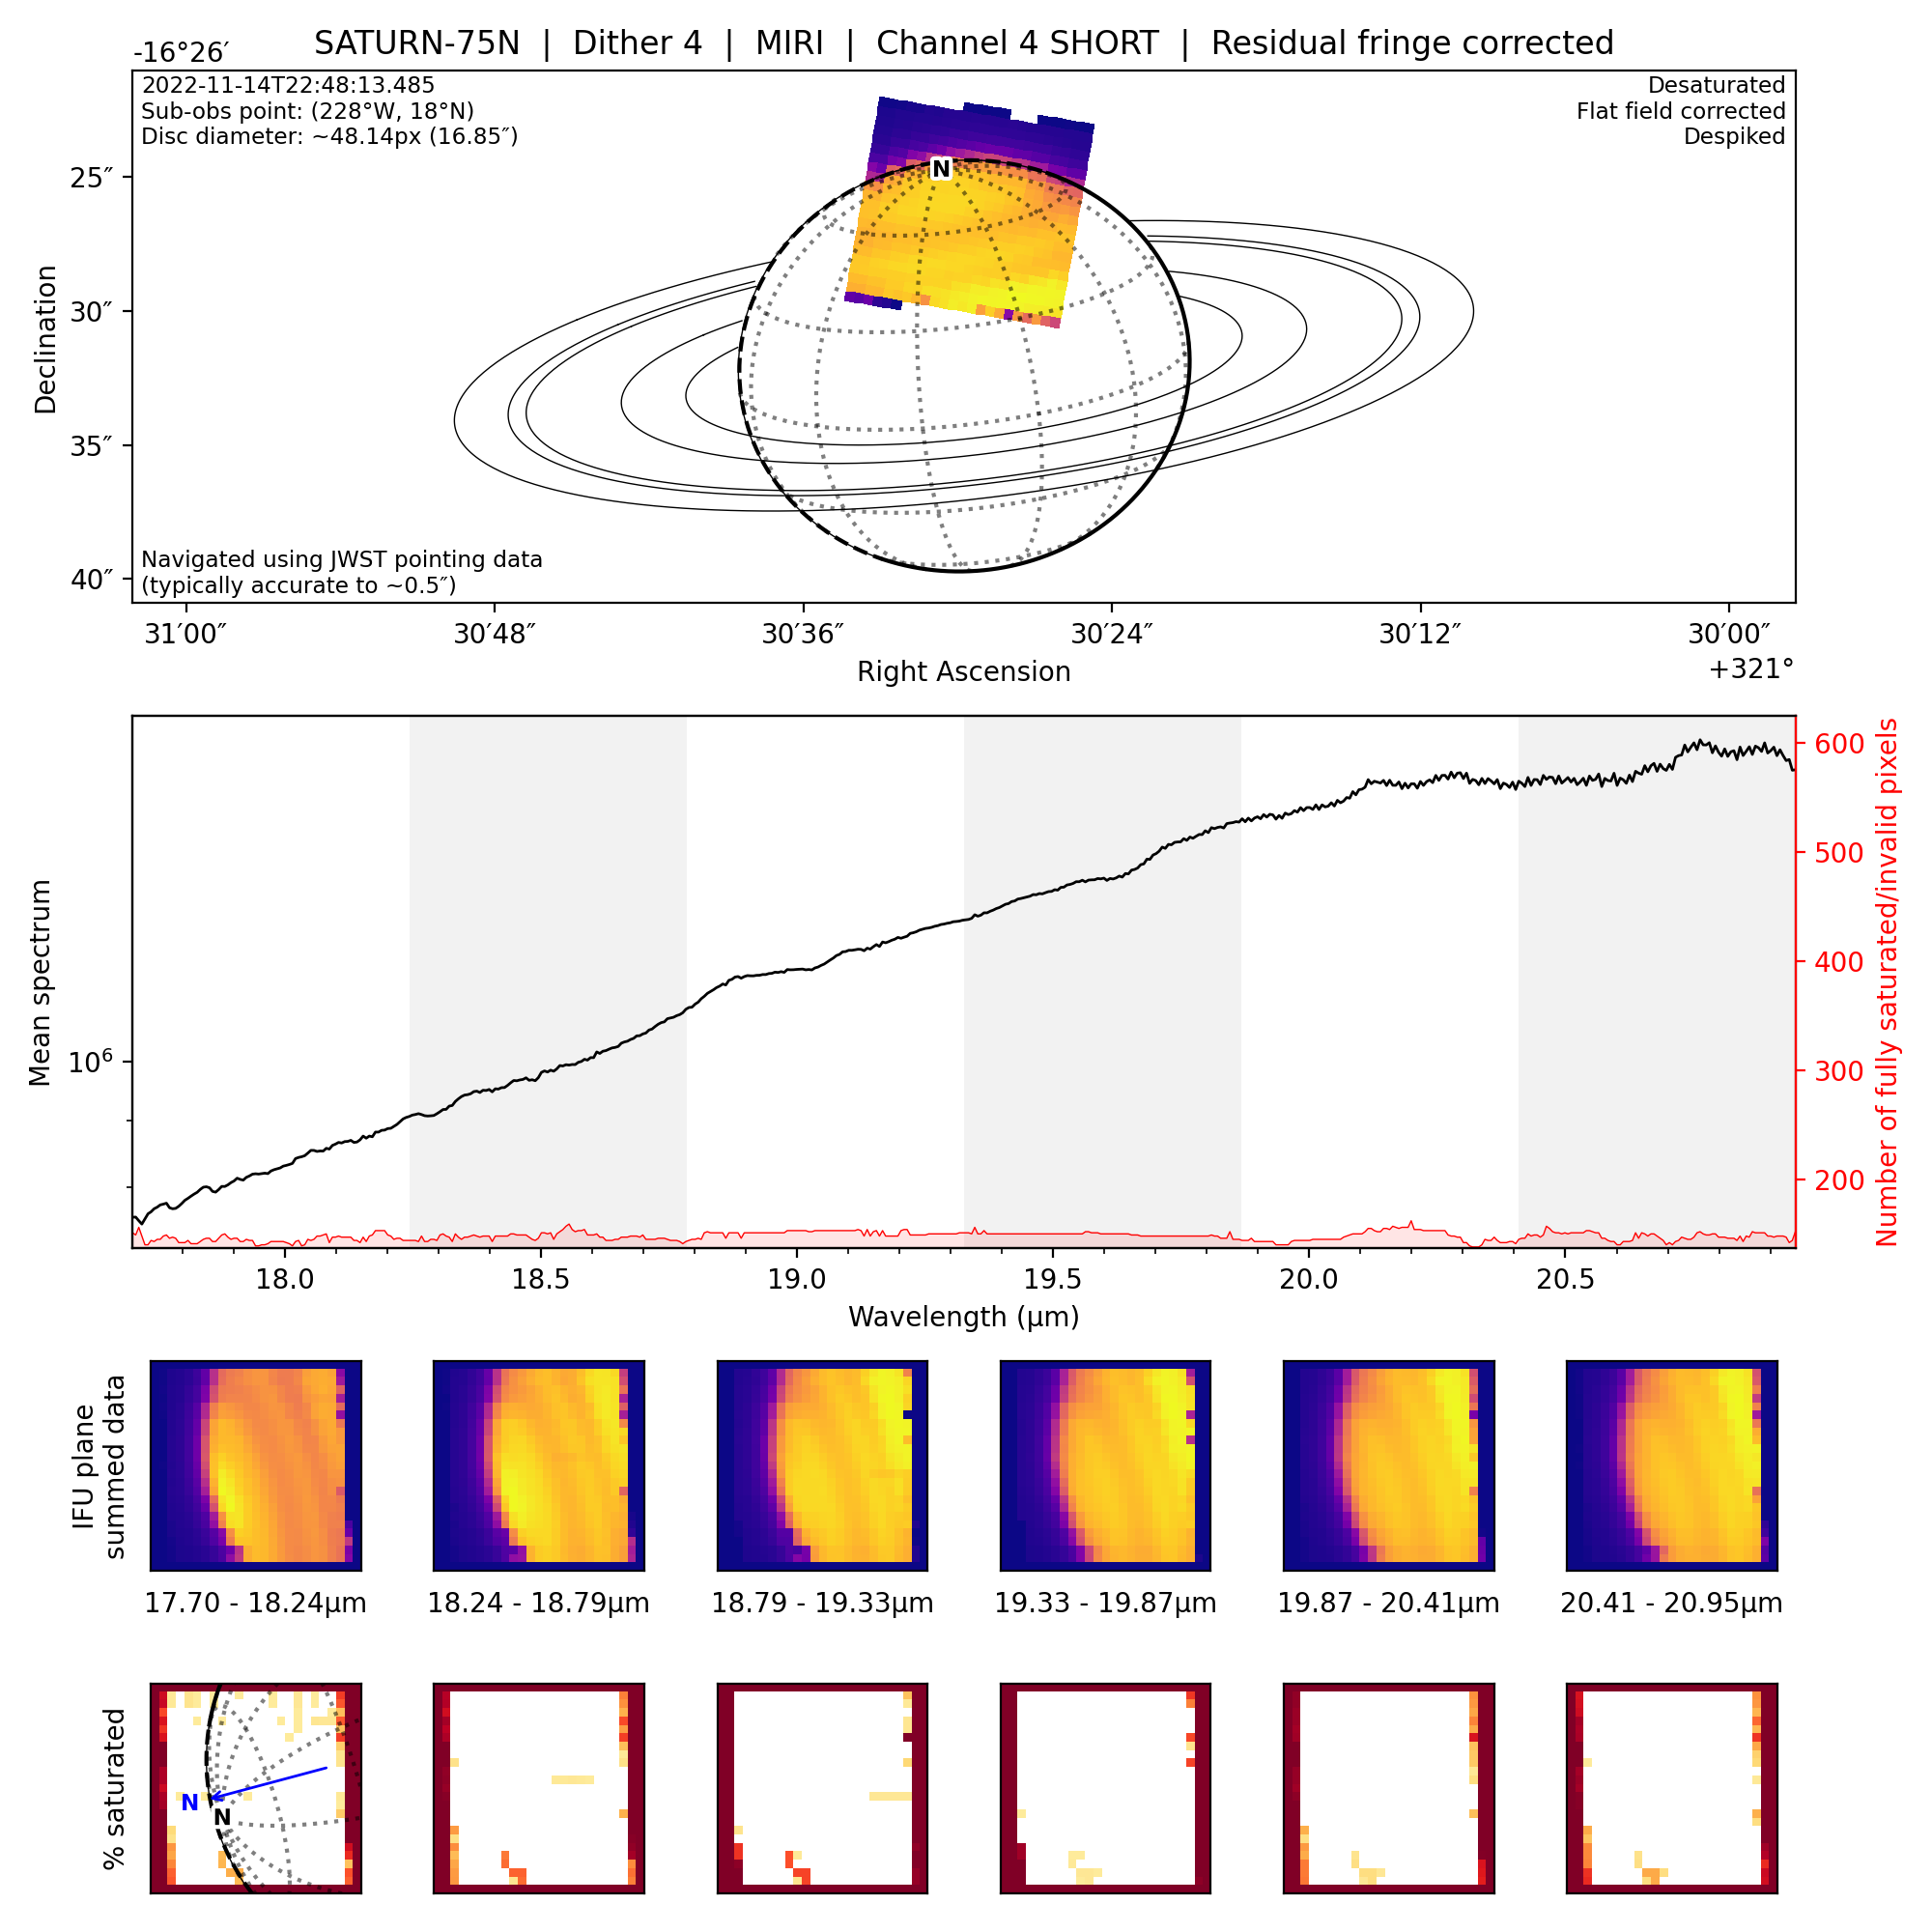 SATURN-75N | Dither 4 | MIRI | Channel 4 SHORT | Residual fringe corrected
-16°26′
2022-11-14T22:48:13.485
Sub-obs point: (228°W, 18°N)
Disc diameter: ~48.14px (16.85″)
Desaturated
Flat field corrected
Despiked
N
25″
30″
35″
40″
Declination
Navigated using JWST pointing data
(typically accurate to ~0.5″)
31′00″ 30′48″ 30′36″ 30′24″ 30′12″ 30′00″
Right Ascension
+321°
Mean spectrum
10⁶
600
500
400
300
200
Number of fully saturated/invalid pixels
18.0 18.5 19.0 19.5 20.0 20.5
Wavelength (µm)
IFU plane
summed data
17.70 - 18.24µm 18.24 - 18.79µm 18.79 - 19.33µm 19.33 - 19.87µm 19.87 - 20.41µm 20.41 - 20.95µm
% saturated
N
N